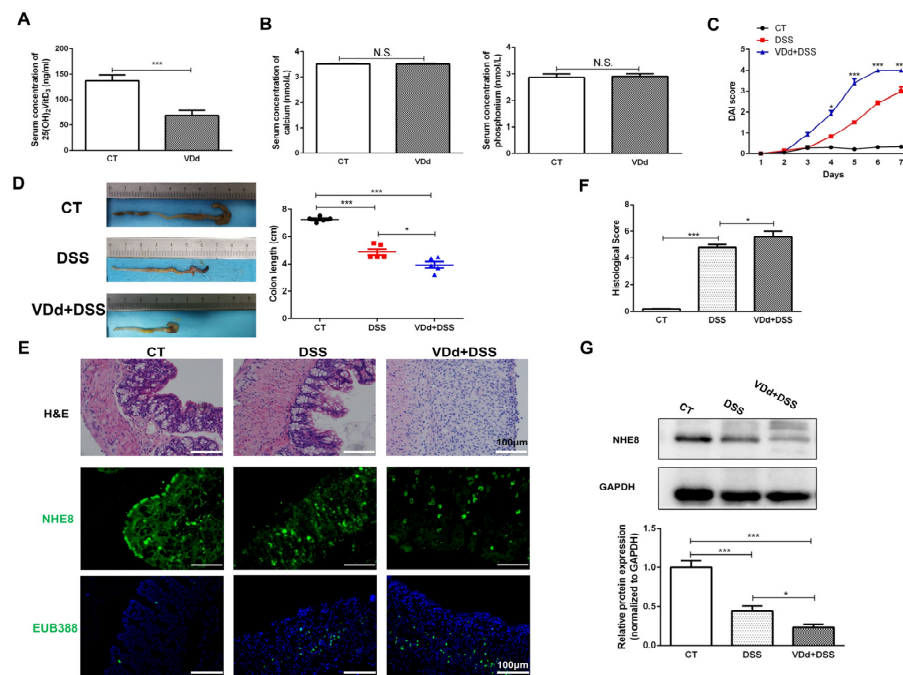 A
Serum concentration of
25(OH)2VitD3 (ng/ml)
200
150
100
50
0
***
CT
VDd
B
Serum concentration of
calcium (nmol/L)
4
3
2
1
0
N.S.
CT
VDd
Serum concentration of
phosphonium (nmol/L)
4
3
2
1
0
N.S.
CT
VDd
C
CT
DSS
VDd+DSS
DAI score
4
3
2
1
0
*
***
***
**
1
2
3
4
5
6
7
Days
D
CT
DSS
VDd+DSS
Colon length (cm)
8
6
4
2
0
***
***
*
CT
DSS
VDd+DSS
F
Histological Score
8
6
4
2
0
***
*
CT
DSS
VDd+DSS
E
CT
DSS
VDd+DSS
H&E
100μm
NHE8
EUB388
100μm
G
CT
DSS
VDd+DSS
NHE8
GAPDH
Relative protein expression
(normalized to GAPDH)
1.5
1.0
0.5
0.0
***
***
*
CT
DSS
VDd+DSS